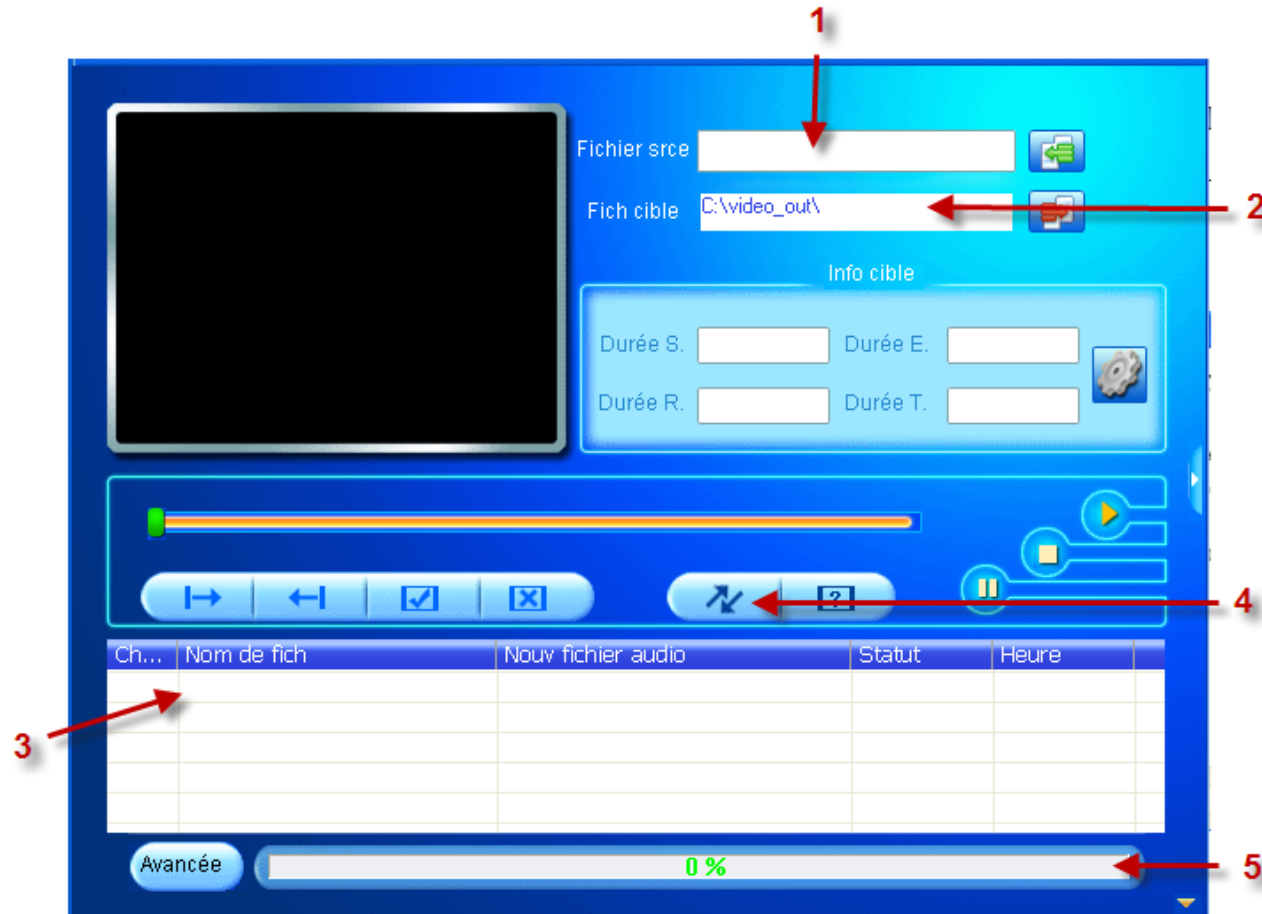 1
Fichier srce
Fich cible C:\video_out\
2
Info cible
Durée S. Durée E.
Durée R. Durée T.
4
Ch... Nom de fich Nouv fichier audio Statut Heure
3
Avancée 0 % 5